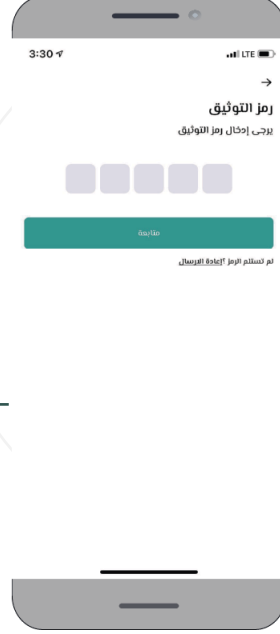 3:30 LTE
رمز التوثيق
يرجى إدخال رمز التوثيق
متابعة
لم تستلم الرمز ؟إعادة الارسال